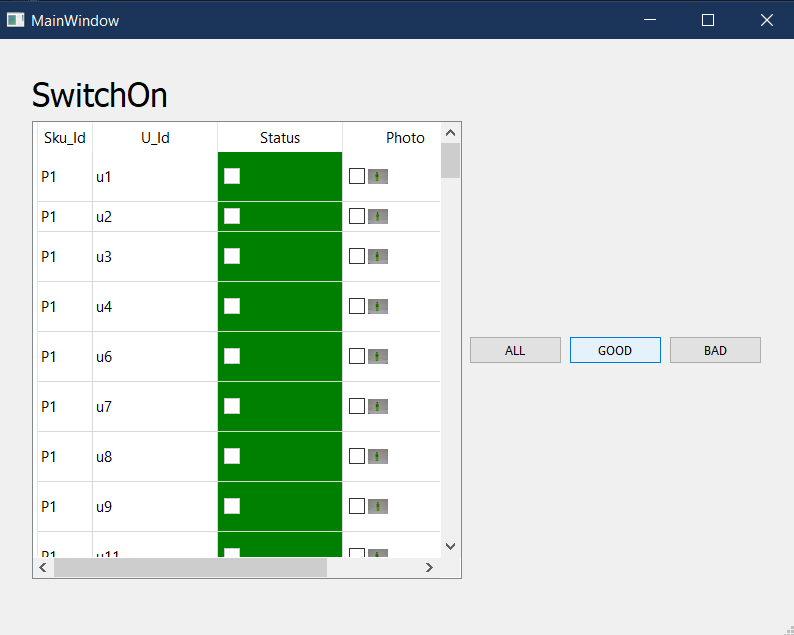 MainWindow
SwitchOn
Sku_Id U_Id Status Photo
P1 u1
P1 u2
P1 u3
P1 u4
P1 u6
P1 u7
P1 u8
P1 u9
P1 u11
ALL GOOD BAD